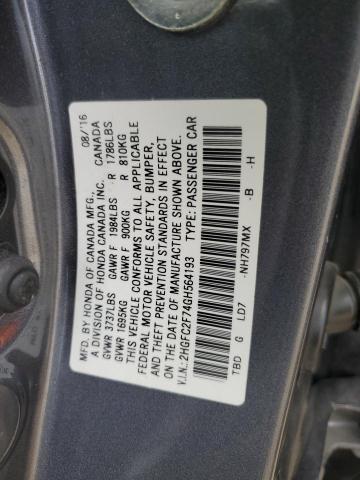 MFD. BY HONDA OF CANADA MFG., 08/'16
A DIVISION OF HONDA CANADA INC. CANADA
GVWR 3737LBS GAWR F 1984LBS R 1786LBS
GVWR 1695KG GAWR F 900KG R 810KG
THIS VEHICLE CONFORMS TO ALL APPLICABLE
FEDERAL MOTOR VEHICLE SAFETY, BUMPER,
AND THEFT PREVENTION STANDARDS IN EFFECT
ON THE DATE OF MANUFACTURE SHOWN ABOVE.
V.I.N.: 2HGFC2F74GH564193 TYPE: PASSENGER CAR
TBD G LD7 -NH797MX -B -H